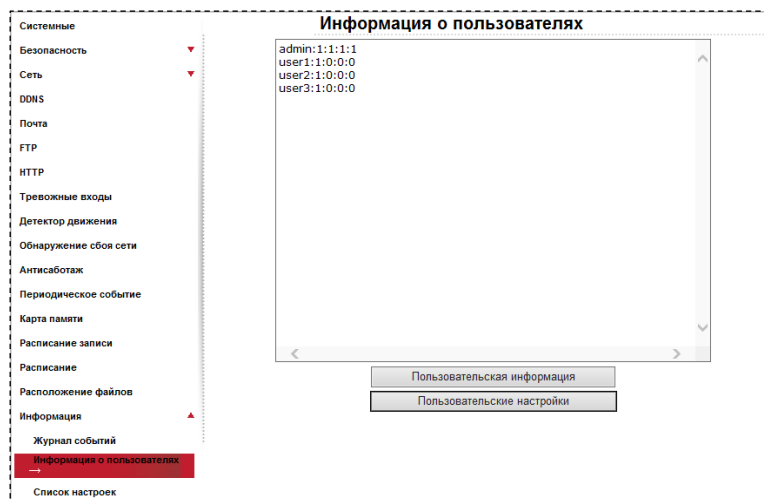 Информация о пользователях
Системные
Безопасность
Сеть
DDNS
Почта
FTP
HTTP
Тревожные входы
Детектор движения
Обнаружение сбоя сети
Антисаботаж
Периодическое событие
Карта памяти
Расписание записи
Расписание
Расположение файлов
Информация
Журнал событий
Информация о пользователях
Список настроек
admin:1:1:1:1
user1:1:0:0:0
user2:1:0:0:0
user3:1:0:0:0
Пользовательская информация
Пользовательские настройки